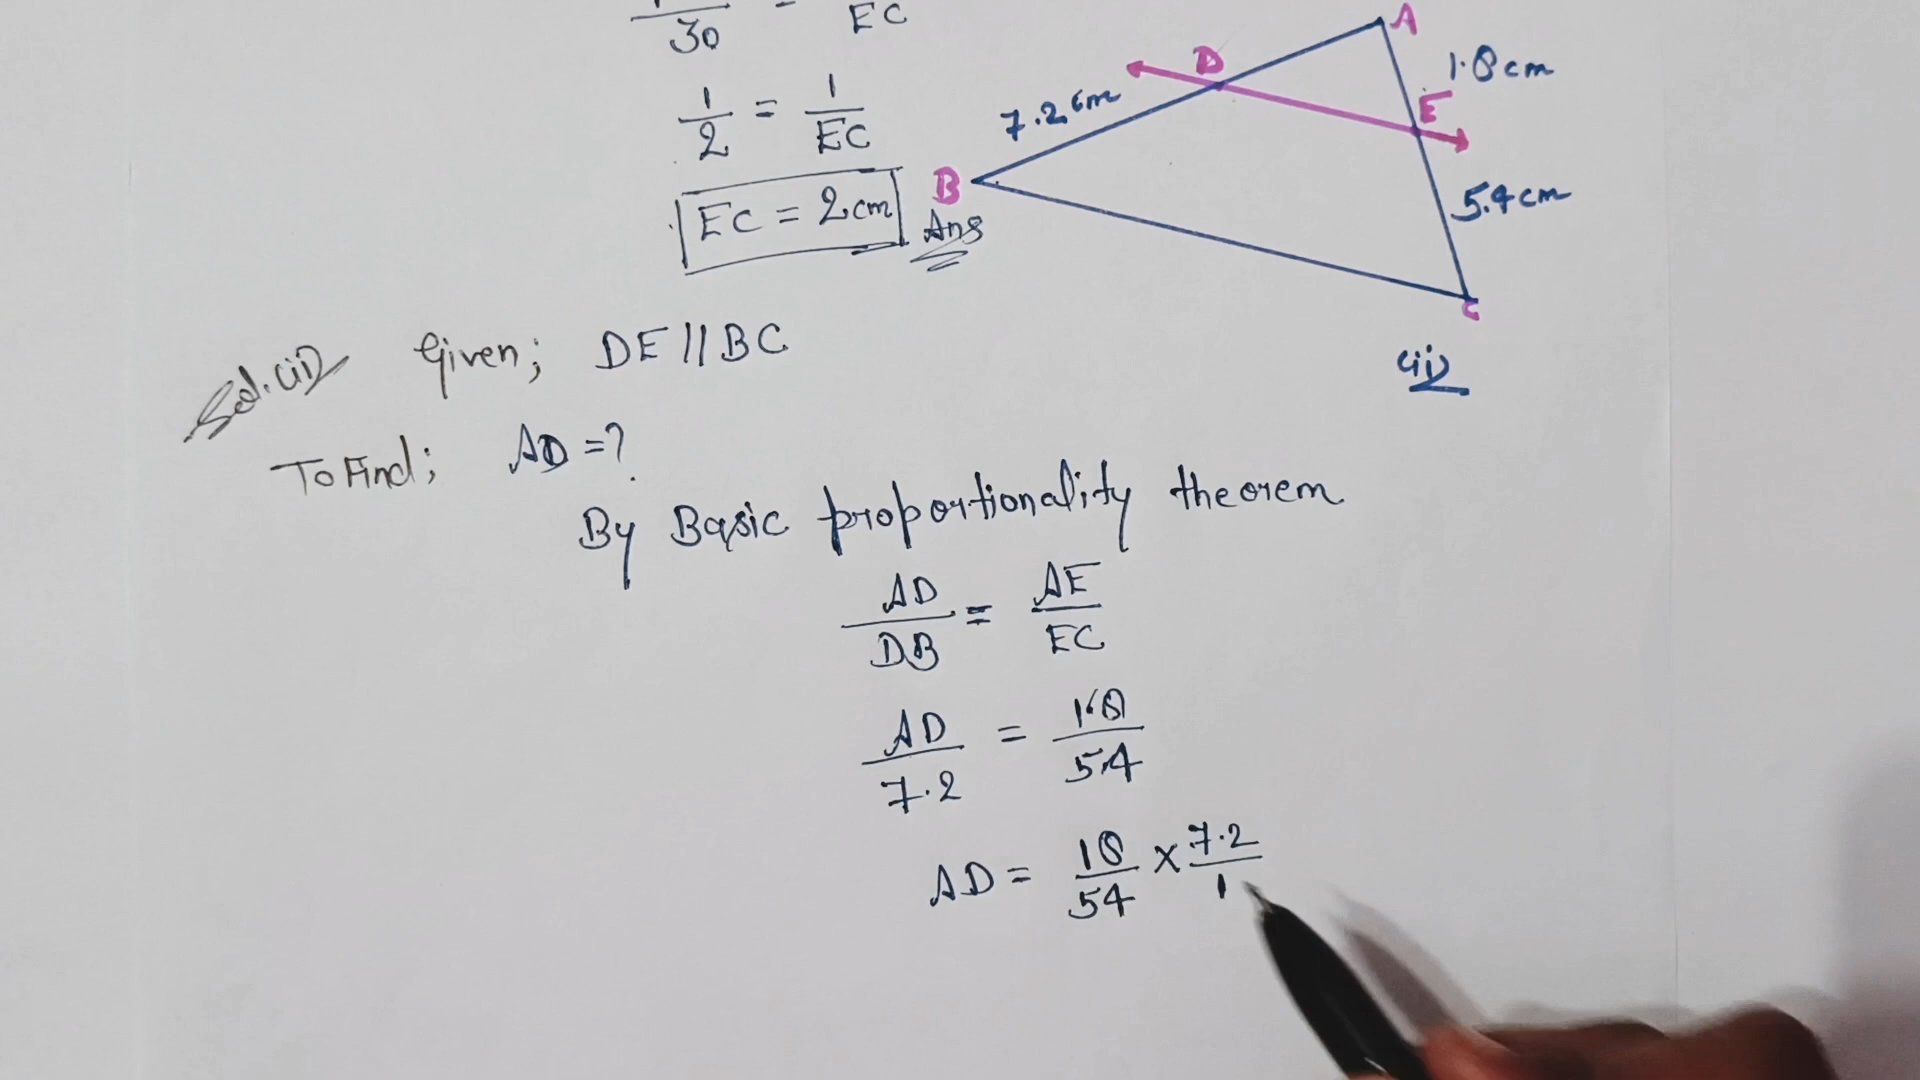 30 = EC
1/2 = 1/EC
EC = 2cm Ans
A
D
1.8cm
E
7.2cm
B
5.4cm
C
(ii)
Sol.(ii) Given; DE||BC
To Find; AD=?
By Basic proportionality theorem
AD/DB = AE/EC
AD/7.2 = 1.8/5.4
AD = 18/54 × 7.2/1